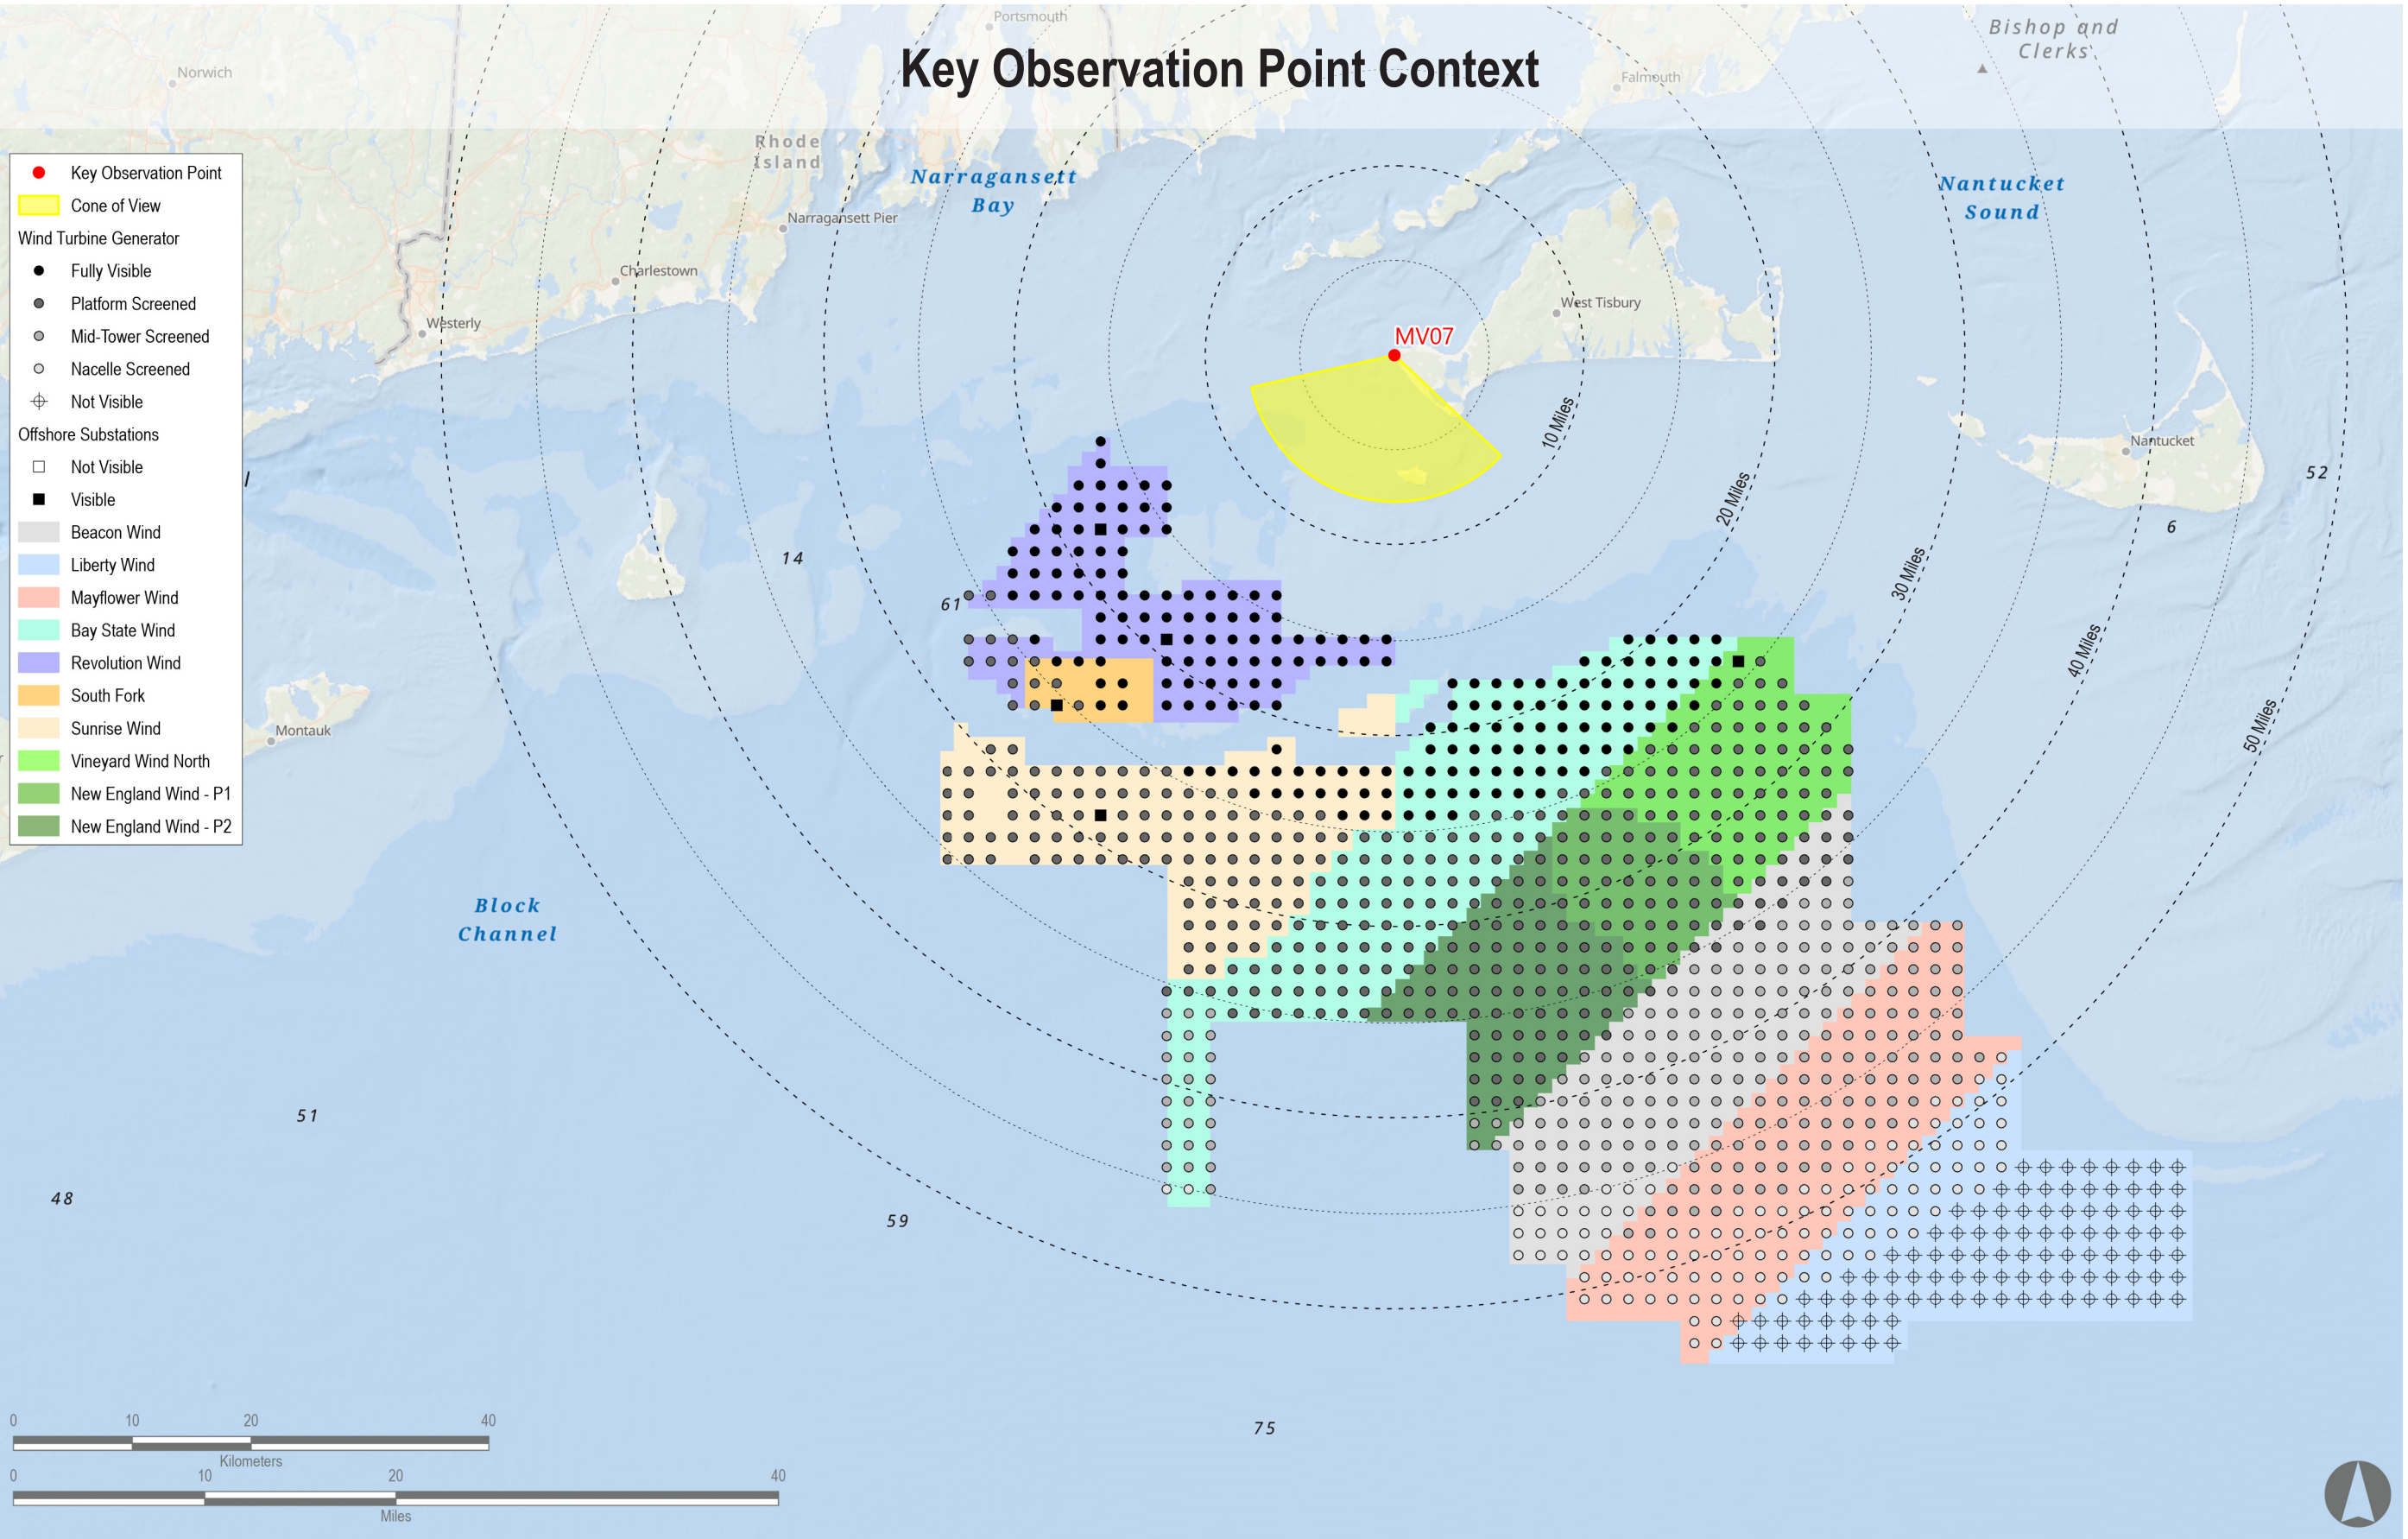 Key Observation Point Context
Portsmouth
Bishop and
Clerks
Norwich
Falmouth
Rhode
Island
Narragansett
Bay
Nantucket
Sound
Narragansett Pier
Charlestown
Westerly
West Tisbury
MV07
Nantucket
Montauk
Block
Channel
10 Miles
20 Miles
30 Miles
40 Miles
50 Miles
52
6
14
61
51
48
59
75
Key Observation Point
Cone of View
Wind Turbine Generator
Fully Visible
Platform Screened
Mid-Tower Screened
Nacelle Screened
Not Visible
Offshore Substations
Not Visible
Visible
Beacon Wind
Liberty Wind
Mayflower Wind
Bay State Wind
Revolution Wind
South Fork
Sunrise Wind
Vineyard Wind North
New England Wind - P1
New England Wind - P2
0 10 20 40
Kilometers
0 10 20 40
Miles